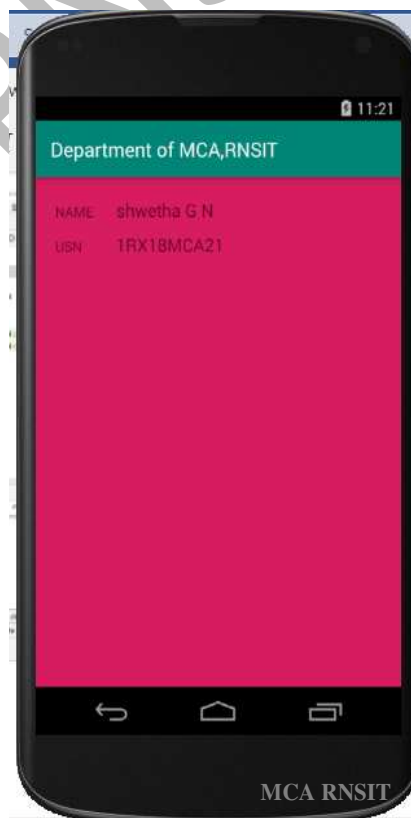 11:21
Department of MCA,RNSIT
NAME shwetha G N
USN 1RX18MCA21
MCA RNSIT